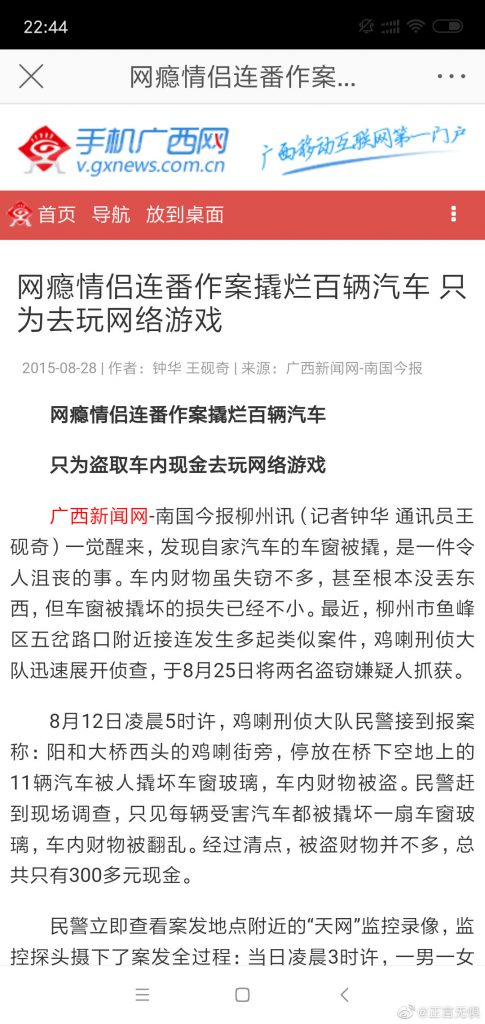 22:44
网瘾情侣连番作案...
手机广西网
v.gxnews.com.cn
广西移动互联网第一门户
首页 导航 放到桌面
网瘾情侣连番作案撬烂百辆汽车 只
为去玩网络游戏
2015-08-28 | 作者：钟华 王砚奇 | 来源：广西新闻网-南国今报
网瘾情侣连番作案撬烂百辆汽车
只为盗取车内现金去玩网络游戏
广西新闻网-南国今报柳州讯（记者钟华 通讯员王
砚奇）一觉醒来，发现自家汽车的车窗被撬，是一件令
人沮丧的事。车内财物虽失窃不多，甚至根本没丢东
西，但车窗被撬坏的损失已经不小。最近，柳州市鱼峰
区五岔路口附近接连发生多起类似案件，鸡喇刑侦大
队迅速展开侦查，于8月25日将两名盗窃嫌疑人抓获。
8月12日凌晨5时许，鸡喇刑侦大队民警接到报案
称：阳和大桥西头的鸡喇街旁，停放在桥下空地上的
11辆汽车被人撬坏车窗玻璃，车内财物被盗。民警赶
到现场调查，只见每辆受害汽车都被撬坏一扇车窗玻
璃，车内财物被翻乱。经过清点，被盗财物并不多，总
共只有300多元现金。
民警立即查看案发地点附近的“天网”监控录像，监
控探头摄下了案发全过程：当日凌晨3时许，一男一女
@正言无惧